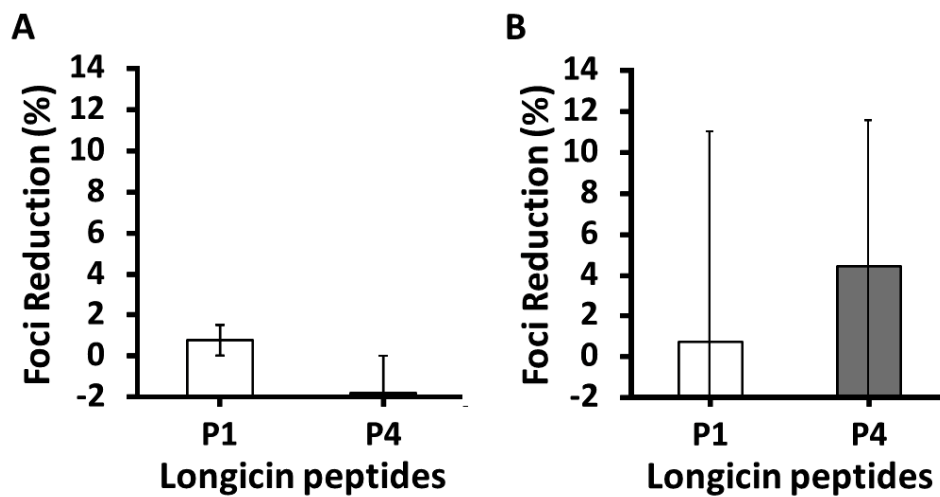 A
Foci Reduction (%)
14
12
10
8
6
4
2
0
-2
P1 P4
Longicin peptides
B
Foci Reduction (%)
14
12
10
8
6
4
2
0
-2
P1 P4
Longicin peptides